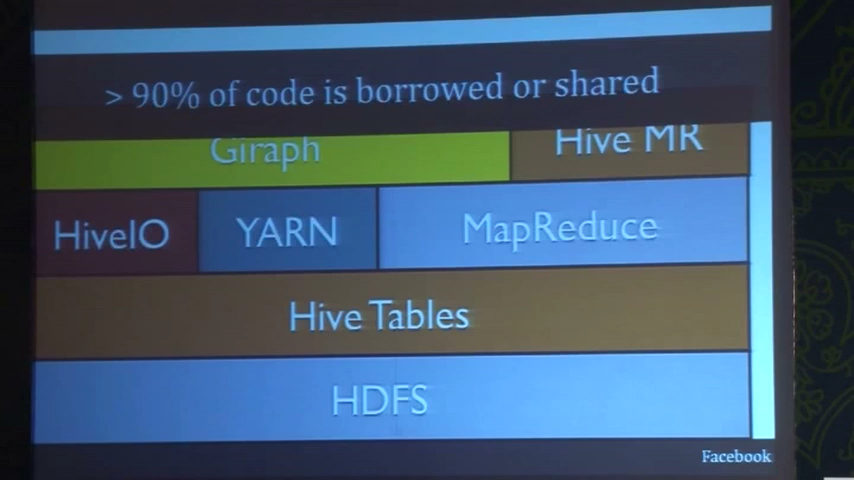 > 90% of code is borrowed or shared
Giraph
Hive MR
HiveIO
YARN
MapReduce
Hive Tables
HDFS
Facebook